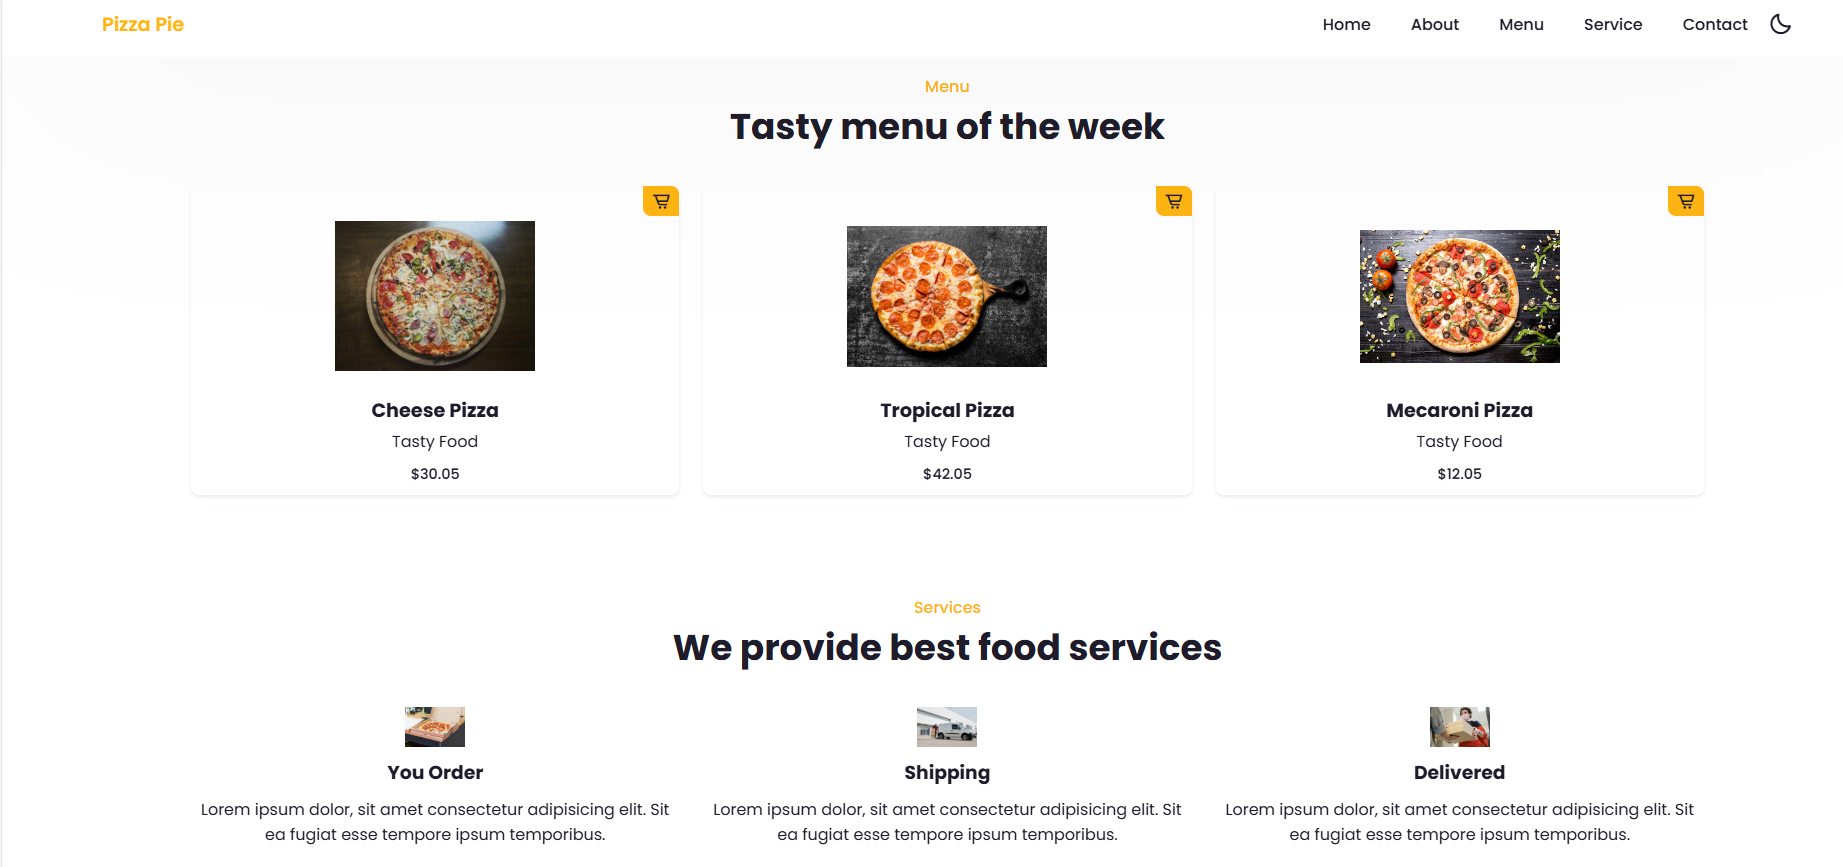 Pizza Pie
Home About Menu Service Contact
Menu
Tasty menu of the week
Cheese Pizza
Tasty Food
$30.05
Tropical Pizza
Tasty Food
$42.05
Mecaroni Pizza
Tasty Food
$12.05
Services
We provide best food services
You Order
Lorem ipsum dolor, sit amet consectetur adipisicing elit. Sit
ea fugiat esse tempore ipsum temporibus.
Shipping
Lorem ipsum dolor, sit amet consectetur adipisicing elit. Sit
ea fugiat esse tempore ipsum temporibus.
Delivered
Lorem ipsum dolor, sit amet consectetur adipisicing elit. Sit
ea fugiat esse tempore ipsum temporibus.